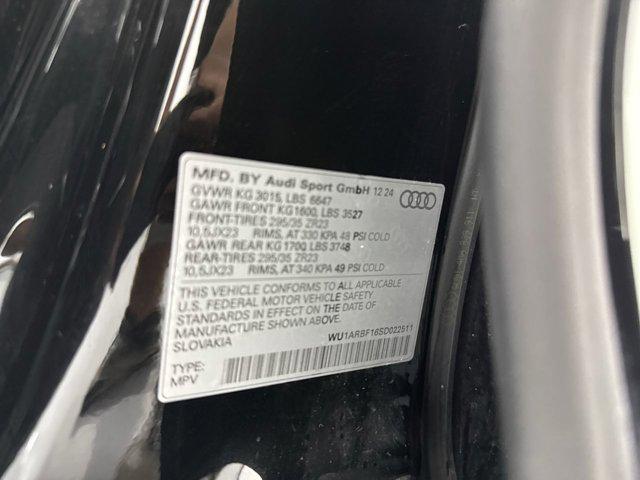 MFD. BY Audi Sport GmbH 12 24
GVWR KG 3015, LBS 6647
GAWR FRONT KG1600, LBS 3527
FRONT-TIRES 295/35 ZR23
10,5JX23 RIMS, AT 330 KPA 48 PSI COLD
GAWR REAR KG1700, LBS 3748
REAR-TIRES 295/35 ZR23
10,5JX23 RIMS, AT 340 KPA 49 PSI COLD
THIS VEHICLE CONFORMS TO ALL APPLICABLE
U.S. FEDERAL MOTOR VEHICLE SAFETY
STANDARDS IN EFFECT ON THE DATE OF
MANUFACTURE SHOWN ABOVE.
SLOVAKIA WU1ARBF16SD022511
TYPE:
MPV